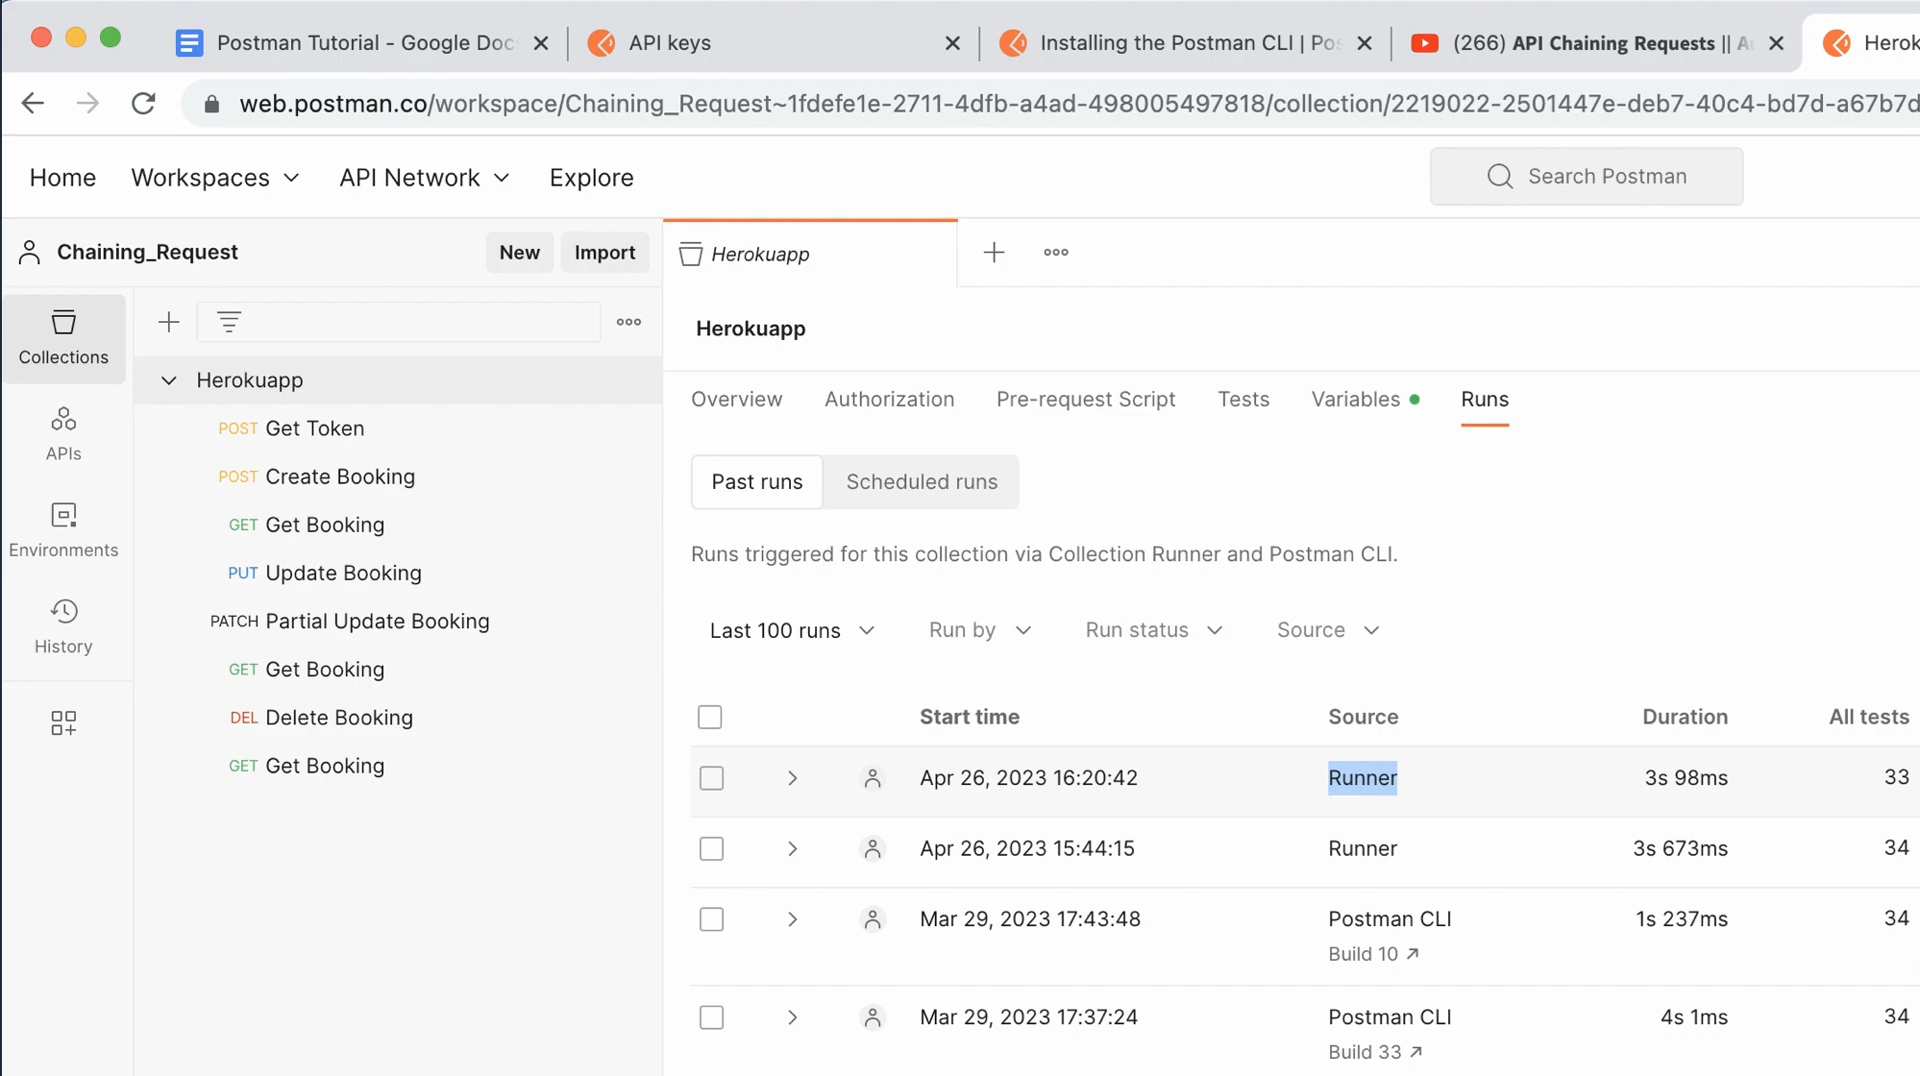 Postman Tutorial - Google Doc
API keys
Installing the Postman CLI | Po
(266) API Chaining Requests ||
Herok
web.postman.co/workspace/Chaining_Request~1fdefe1e-2711-4dfb-a4ad-498005497818/collection/2219022-2501447e-deb7-40c4-bd7d-a67b7d
Home
Workspaces
API Network
Explore
Search Postman
Chaining_Request
New
Import
Herokuapp
Herokuapp
Collections
APIs
Environments
History
Herokuapp
POST Get Token
POST Create Booking
GET Get Booking
PUT Update Booking
PATCH Partial Update Booking
GET Get Booking
DEL Delete Booking
GET Get Booking
Overview
Authorization
Pre-request Script
Tests
Variables
Runs
Past runs
Scheduled runs
Runs triggered for this collection via Collection Runner and Postman CLI.
Last 100 runs
Run by
Run status
Source
Start time Source Duration All tests
Apr 26, 2023 16:20:42 Runner 3s 98ms 33
Apr 26, 2023 15:44:15 Runner 3s 673ms 34
Mar 29, 2023 17:43:48 Postman CLI 1s 237ms 34
Build 10
Mar 29, 2023 17:37:24 Postman CLI 4s 1ms 34
Build 33